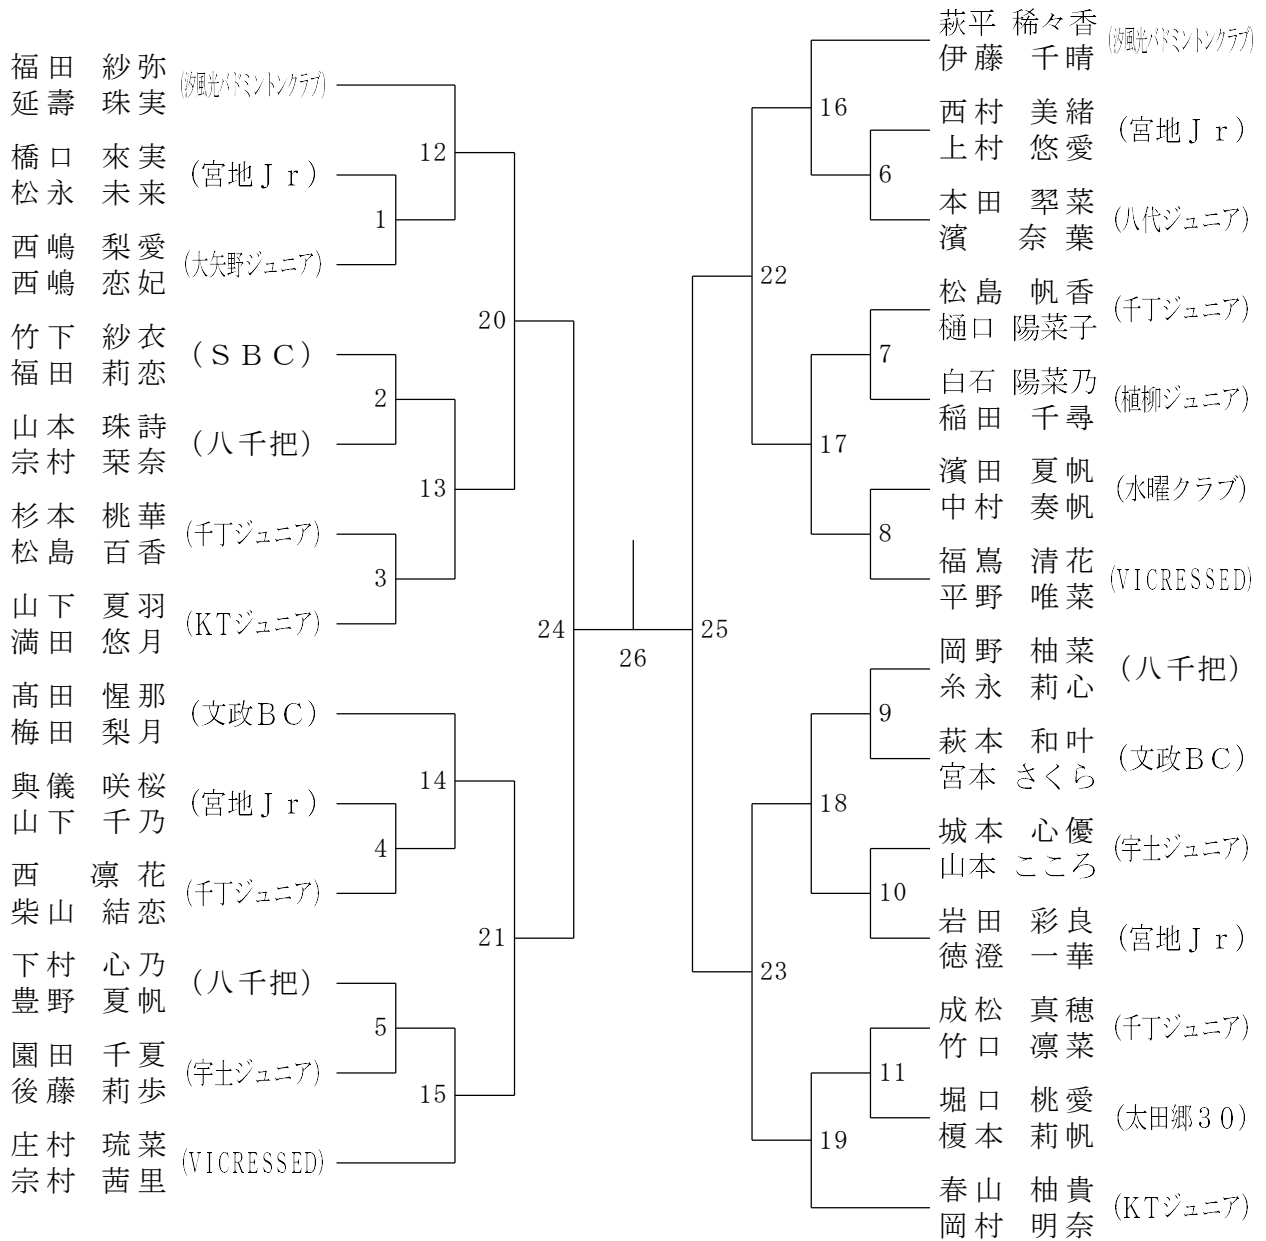 福田 紗弥
延壽 珠実
(汐風光バドミントンクラブ)
橋口 來実
松永 未来
(宮地Ｊｒ)
西嶋 梨愛
西嶋 恋妃
(大矢野ジュニア)
竹下 紗衣
福田 莉恋
(ＳＢＣ)
山本 珠詩
宗村 栞奈
(八千把)
杉本 桃華
松島 百香
(千丁ジュニア)
山下 夏羽
満田 悠月
(KTジュニア)
髙田 惺那
梅田 梨月
(文政ＢＣ)
與儀 咲桜
山下 千乃
(宮地Ｊｒ)
西 凛花
柴山 結恋
(千丁ジュニア)
下村 心乃
豊野 夏帆
(八千把)
園田 千夏
後藤 莉歩
(宇土ジュニア)
庄村 琉菜
宗村 茜里
(VICRESSED)
12
1
20
2
13
3
24
14
4
21
5
15
26
25
16
6
22
7
17
8
9
18
10
23
11
19
萩平 稀々香
伊藤 千晴
(汐風光バドミントンクラブ)
西村 美緒
上村 悠愛
(宮地Ｊｒ)
本田 翆菜
濱 奈葉
(八代ジュニア)
松島 帆香
樋口 陽菜子
(千丁ジュニア)
白石 陽菜乃
稲田 千尋
(植柳ジュニア)
濱田 夏帆
中村 奏帆
(水曜クラブ)
福嶌 清花
平野 唯菜
(VICRESSED)
岡野 柚菜
糸永 莉心
(八千把)
萩本 和叶
宮本 さくら
(文政ＢＣ)
城本 心優
山本 こころ
(宇土ジュニア)
岩田 彩良
徳澄 一華
(宮地Ｊｒ)
成松 真穂
竹口 凛菜
(千丁ジュニア)
堀口 桃愛
榎本 莉帆
(太田郷３０)
春山 柚貴
岡村 明奈
(KTジュニア)